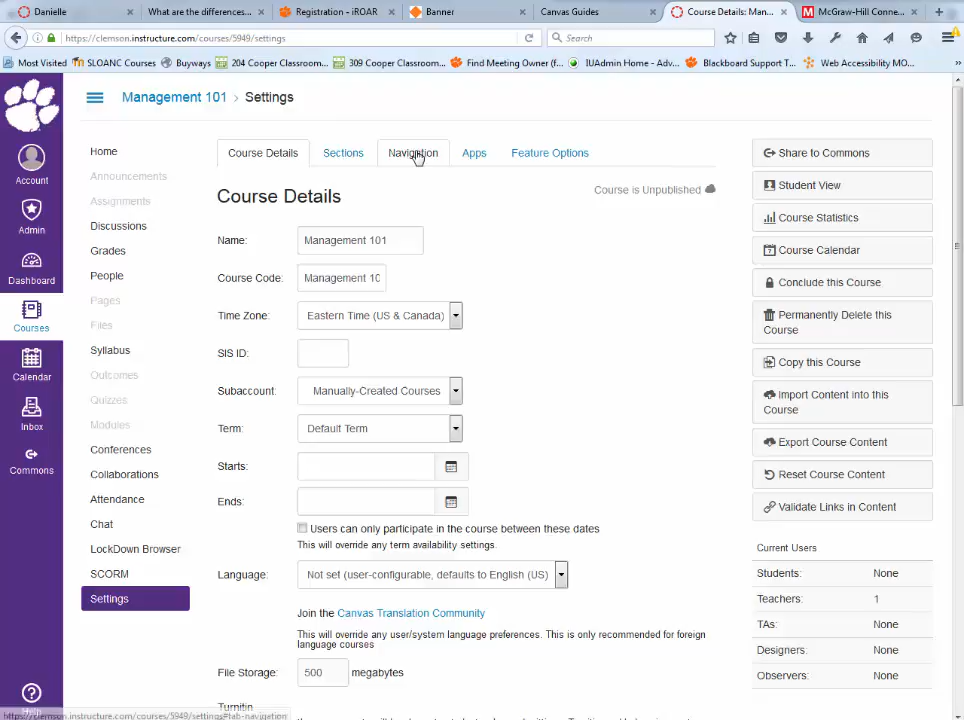 Danielle
What are the differences...
Registration - iROAR
Banner
Canvas Guides
Course Details: Man...
McGraw-Hill Conne...
https://clemson.instructure.com/courses/5949/settings
Search
Most Visited
SLOANC Courses
Buyways
204 Cooper Classroom...
309 Cooper Classroom...
Find Meeting Owner (f...
IUAdmin Home - Adv...
Blackboard Support T...
Web Accessibility MO...
Management 101 > Settings
Account
Admin
Dashboard
Courses
Calendar
Inbox
Commons
Help
Home
Announcements
Assignments
Discussions
Grades
People
Pages
Files
Syllabus
Outcomes
Quizzes
Modules
Conferences
Collaborations
Attendance
Chat
LockDown Browser
SCORM
Settings
Course Details
Sections
Navigation
Apps
Feature Options
Course Details
Course is Unpublished
Name: Management 101
Course Code: Management 10
Time Zone: Eastern Time (US & Canada)
SIS ID:
Subaccount: Manually-Created Courses
Term: Default Term
Starts:
Ends:
Users can only participate in the course between these dates
This will override any term availability settings.
Language: Not set (user-configurable, defaults to English (US)
Join the Canvas Translation Community
This will override any user/system language preferences. This is only recommended for foreign
language courses
File Storage: 500 megabytes
Turnitin
Share to Commons
Student View
Course Statistics
Course Calendar
Conclude this Course
Permanently Delete this
Course
Copy this Course
Import Content into this
Course
Export Course Content
Reset Course Content
Validate Links in Content
Current Users
Students: None
Teachers: 1
TAs: None
Designers: None
Observers: None
https://clemson.instructure.com/courses/5949/settings#tab-navigation